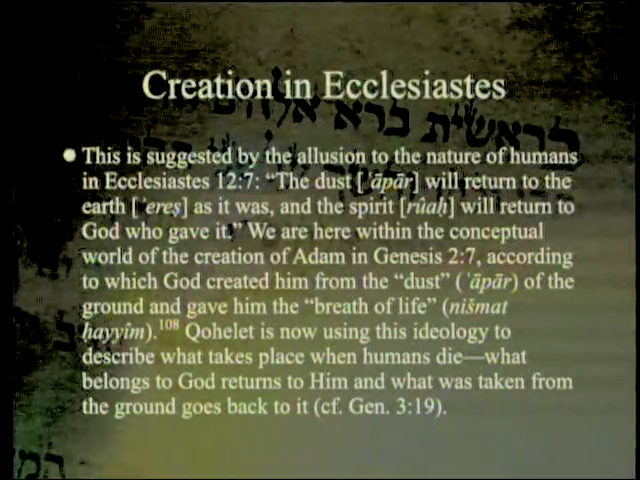 Creation in Ecclesiastes
בראשית ברא אלהים
• This is suggested by the allusion to the nature of humans
in Ecclesiastes 12:7: “The dust [ʿāpār] will return to the
earth [ʾereṣ] as it was, and the spirit [rûaḥ] will return to
God who gave it.” We are here within the conceptual
world of the creation of Adam in Genesis 2:7, according
to which God created him from the “dust” (ʿāpār) of the
ground and gave him the “breath of life” (nišmat
ḥayyîm).108 Qohelet is now using this ideology to
describe what takes place when humans die—what
belongs to God returns to Him and what was taken from
the ground goes back to it (cf. Gen. 3:19).